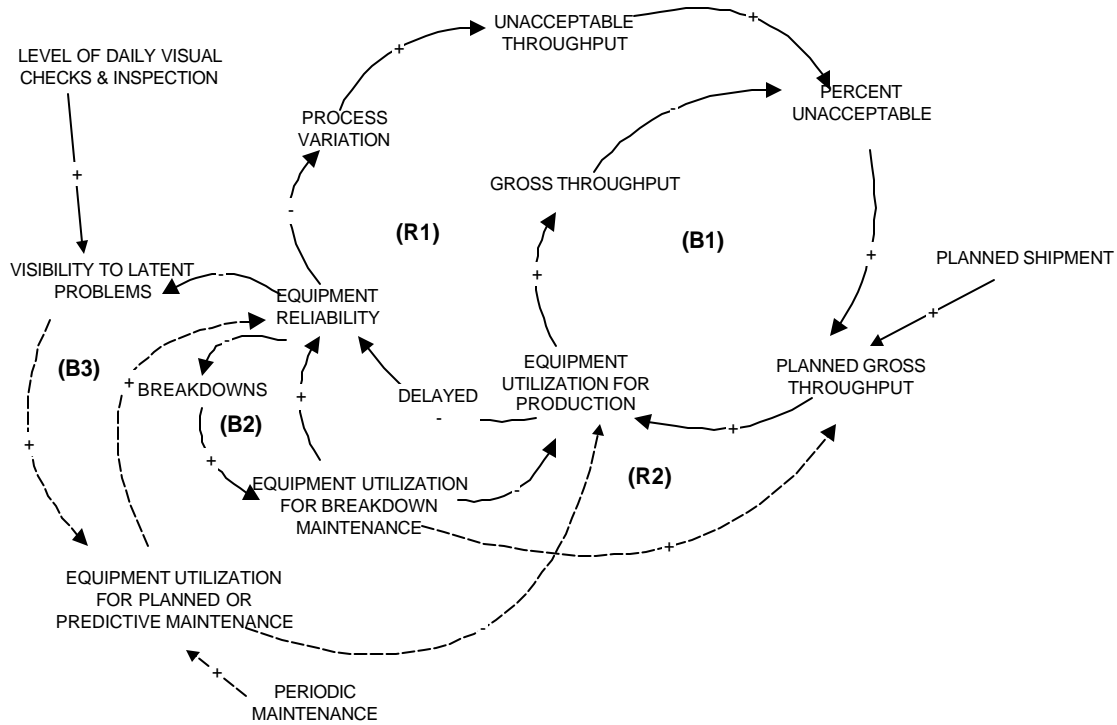 UNACCEPTABLE
THROUGHPUT
+
+
LEVEL OF DAILY VISUAL
CHECKS & INSPECTION
PERCENT
UNACCEPTABLE
PROCESS
VARIATION
-
+
GROSS THROUGHPUT
-
(R1)
(B1)
+
PLANNED SHIPMENT
VISIBILITY TO LATENT
PROBLEMS
-
+
EQUIPMENT
RELIABILITY
+
(B3)
+
-
BREAKDOWNS
+
DELAYED
-
EQUIPMENT
UTILIZATION FOR
PRODUCTION
PLANNED GROSS
THROUGHPUT
+
(B2)
+
+
(R2)
EQUIPMENT UTILIZATION
FOR BREAKDOWN
MAINTENANCE
-
+
EQUIPMENT UTILIZATION
FOR PLANNED OR
PREDICTIVE MAINTENANCE
-
+
PERIODIC
MAINTENANCE